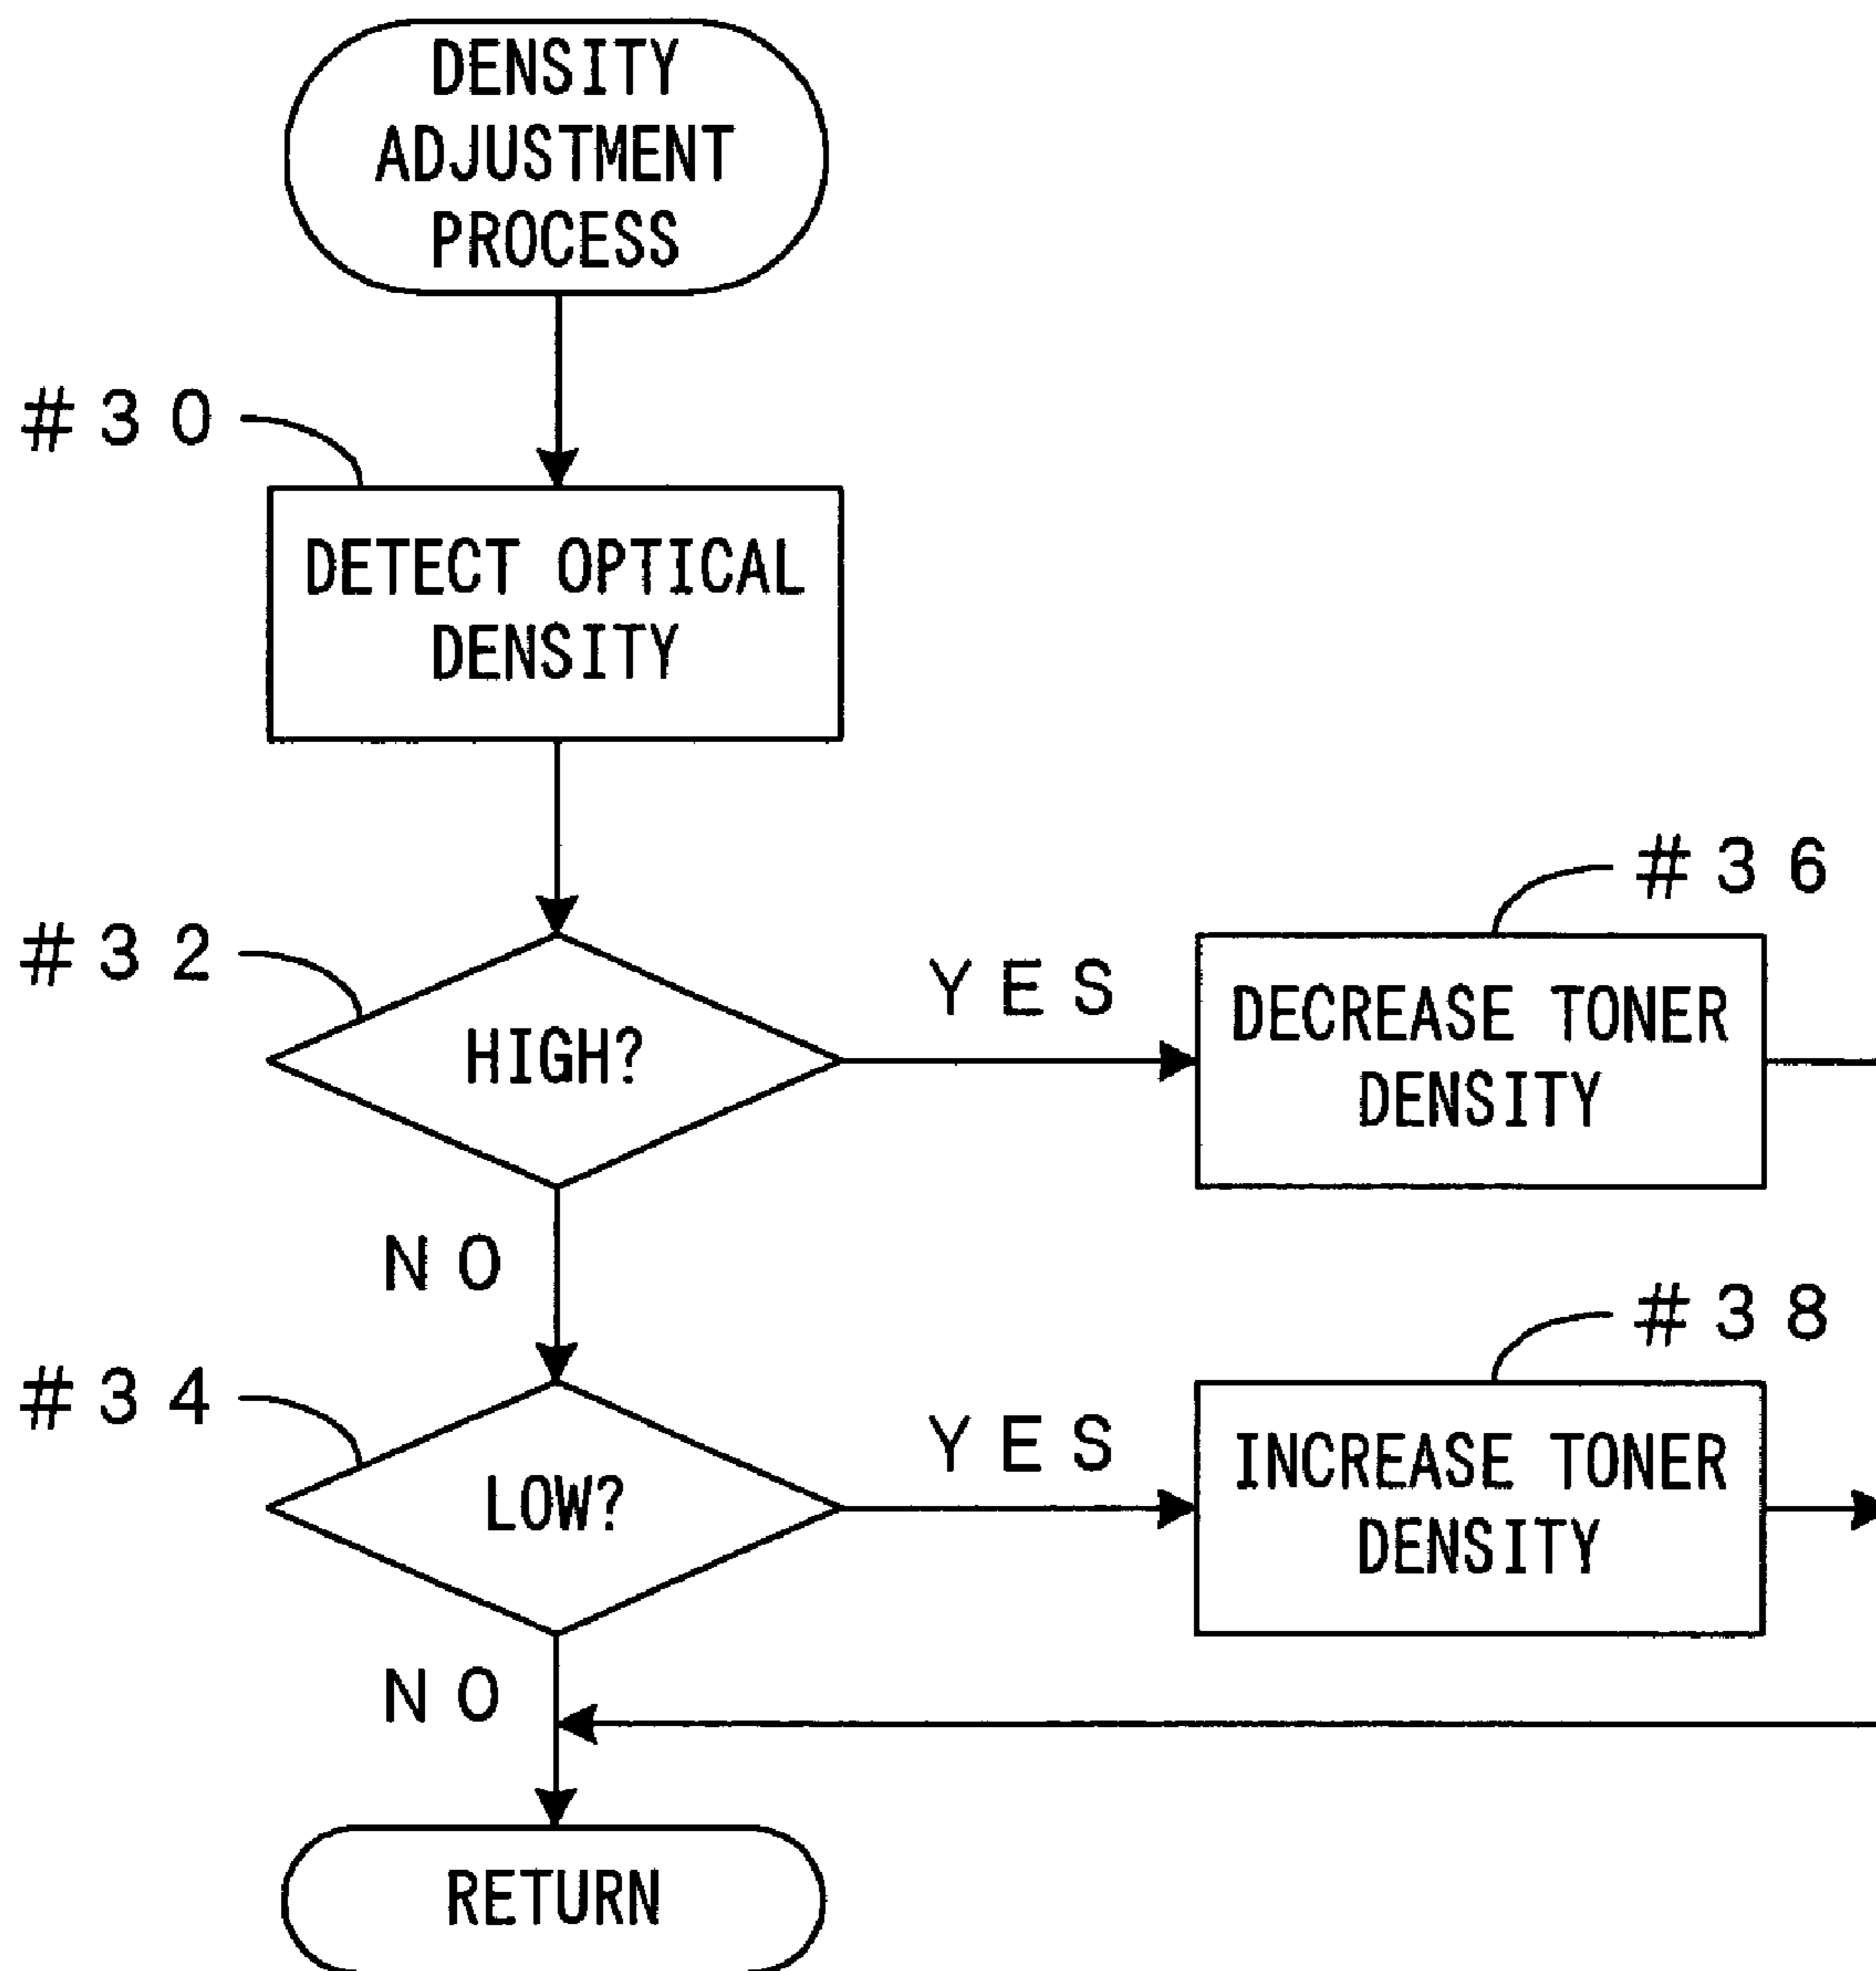 DENSITY
ADJUSTMENT
PROCESS
#30
DETECT OPTICAL
DENSITY
#32
HIGH?
YES
#36
DECREASE TONER
DENSITY
NO
#34
LOW?
YES
#38
INCREASE TONER
DENSITY
NO
RETURN